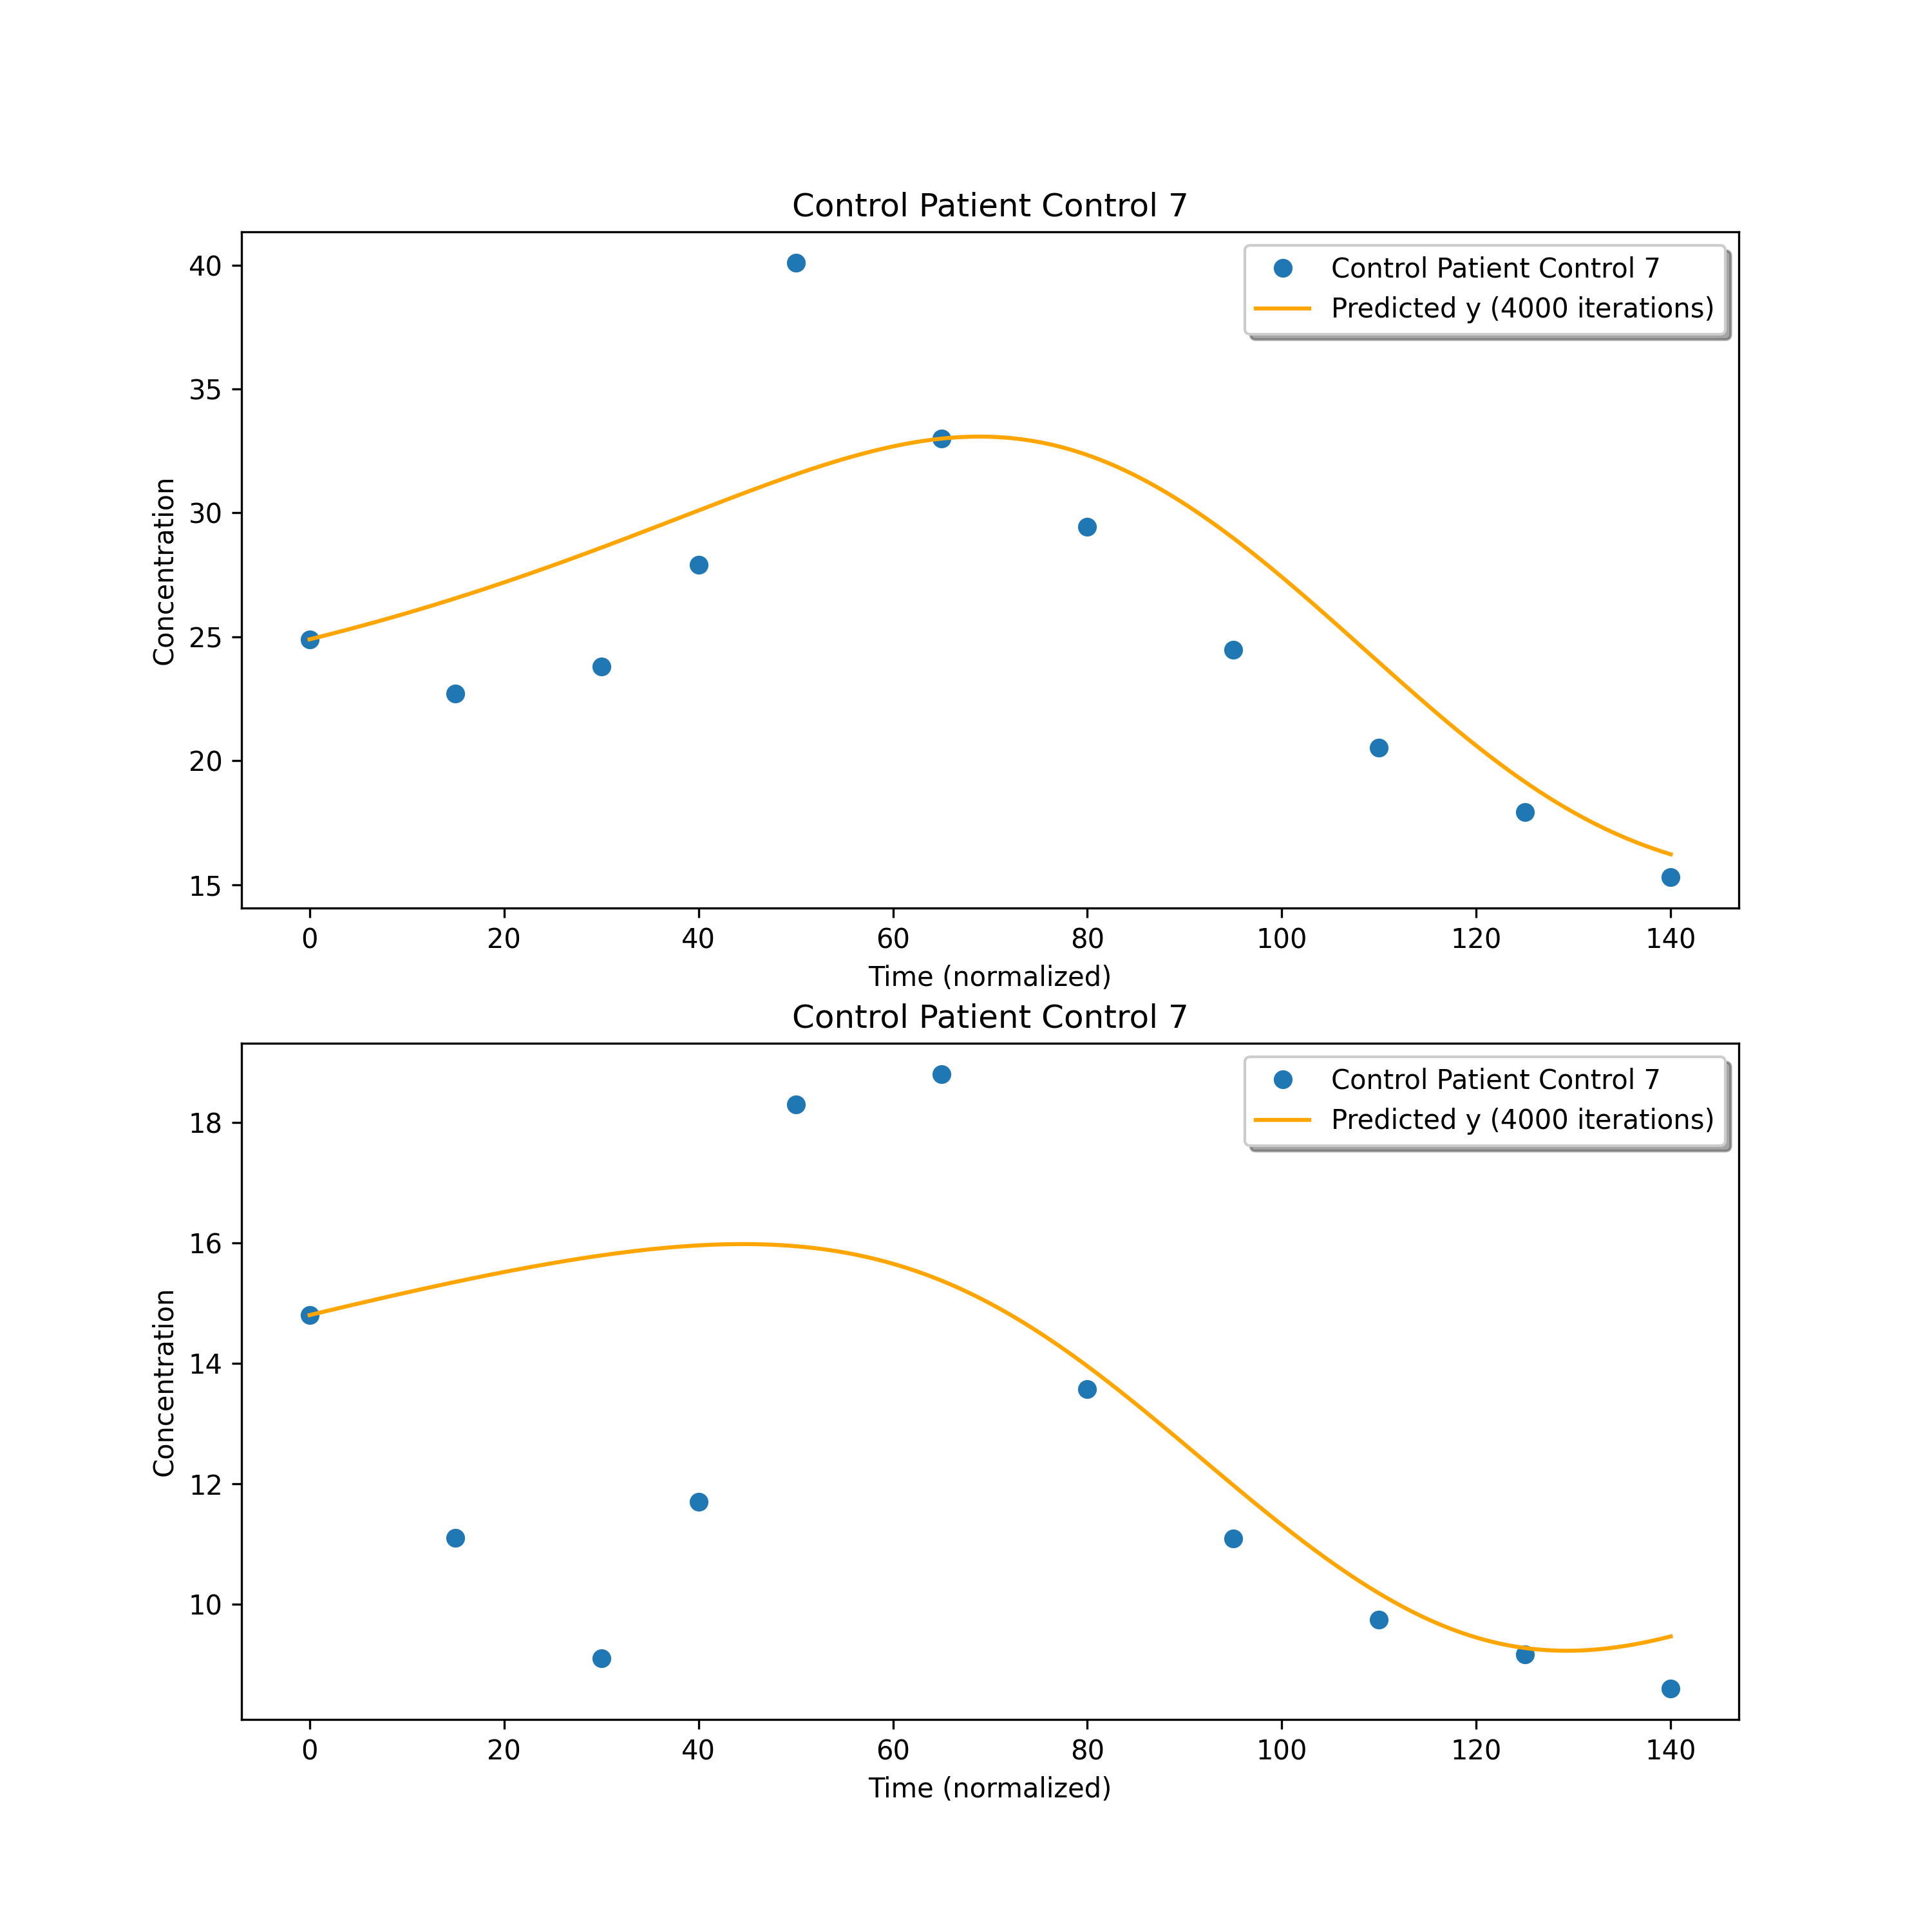 Control Patient Control 7
40
35
30
25
20
15
Concentration
Control Patient Control 7
Predicted y (4000 iterations)
0 20 40 60 80 100 120 140
Time (normalized)
Control Patient Control 7
18
16
14
12
10
Concentration
Control Patient Control 7
Predicted y (4000 iterations)
0 20 40 60 80 100 120 140
Time (normalized)